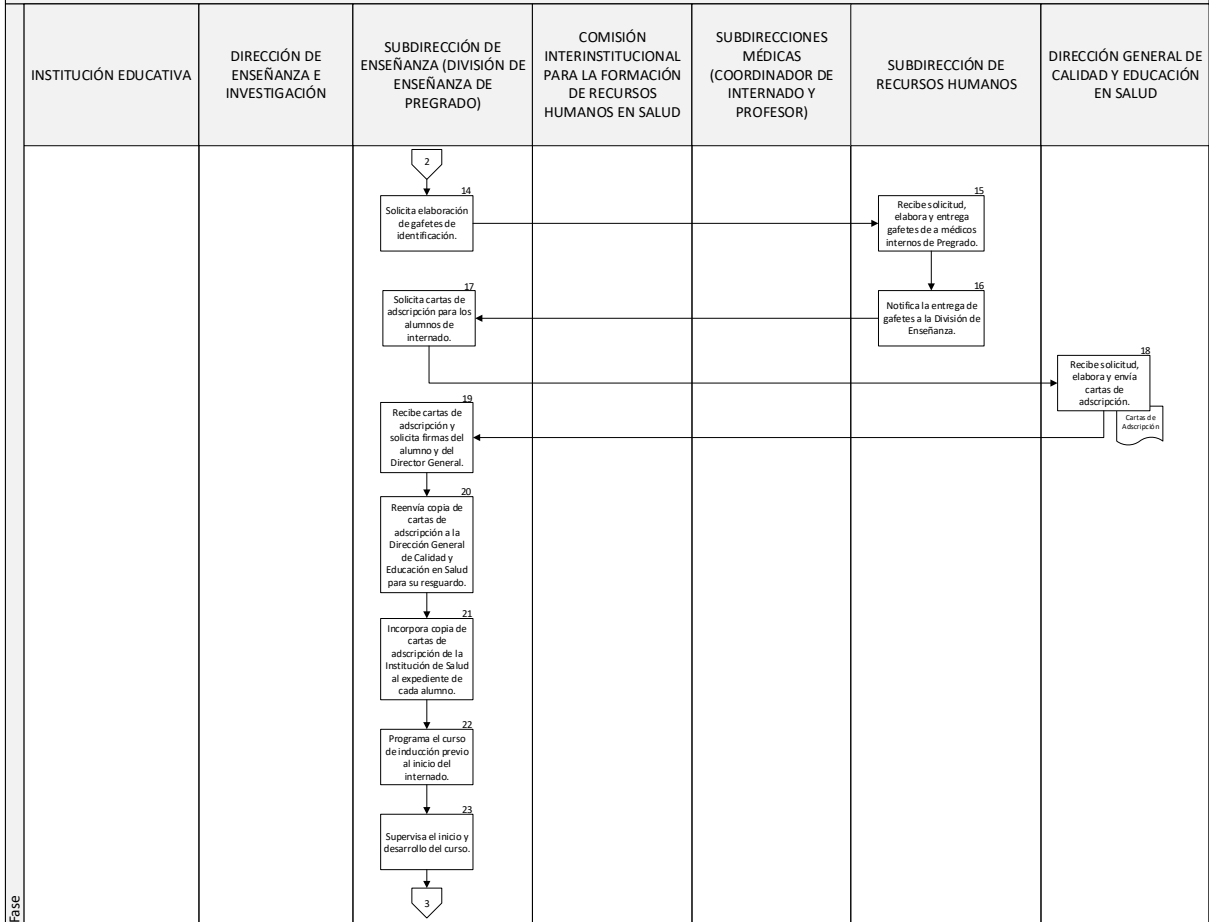 INSTITUCIÓN EDUCATIVA
DIRECCIÓN DE
ENSEÑANZA E
INVESTIGACIÓN
SUBDIRECCIÓN DE
ENSEÑANZA (DIVISIÓN DE
ENSEÑANZA DE
PREGRADO)
COMISIÓN
INTERINSTITUCIONAL
PARA LA FORMACIÓN
DE RECURSOS
HUMANOS EN SALUD
SUBDIRECCIONES
MÉDICAS
(COORDINADOR DE
INTERNADO Y
PROFESOR)
SUBDIRECCIÓN DE
RECURSOS HUMANOS
DIRECCIÓN GENERAL DE
CALIDAD Y EDUCACIÓN
EN SALUD
2
14
Solicita elaboración
de gafetes de
identificación.
15
Recibe solicitud,
elabora y entrega
gafetes de a médicos
internos de Pregrado.
16
Notifica la entrega de
gafetes a la División de
Enseñanza.
17
Solicita cartas de
adscripción para los
alumnos de
internado.
18
Recibe solicitud,
elabora y envía
cartas de
adscripción.
Cartas de
Adscripción
19
Recibe cartas de
adscripción y
solicita firmas del
alumno y del
Director General.
20
Reenvía copia de
cartas de
adscripción a la
Dirección General
de Calidad y
Educación en Salud
para su resguardo.
21
Incorpora copia de
cartas de
adscripción de la
Institución de Salud
al expediente de
cada alumno.
22
Programa el curso
de inducción previo
al inicio del
internado.
23
Supervisa el inicio y
desarrollo del curso.
3
Fase